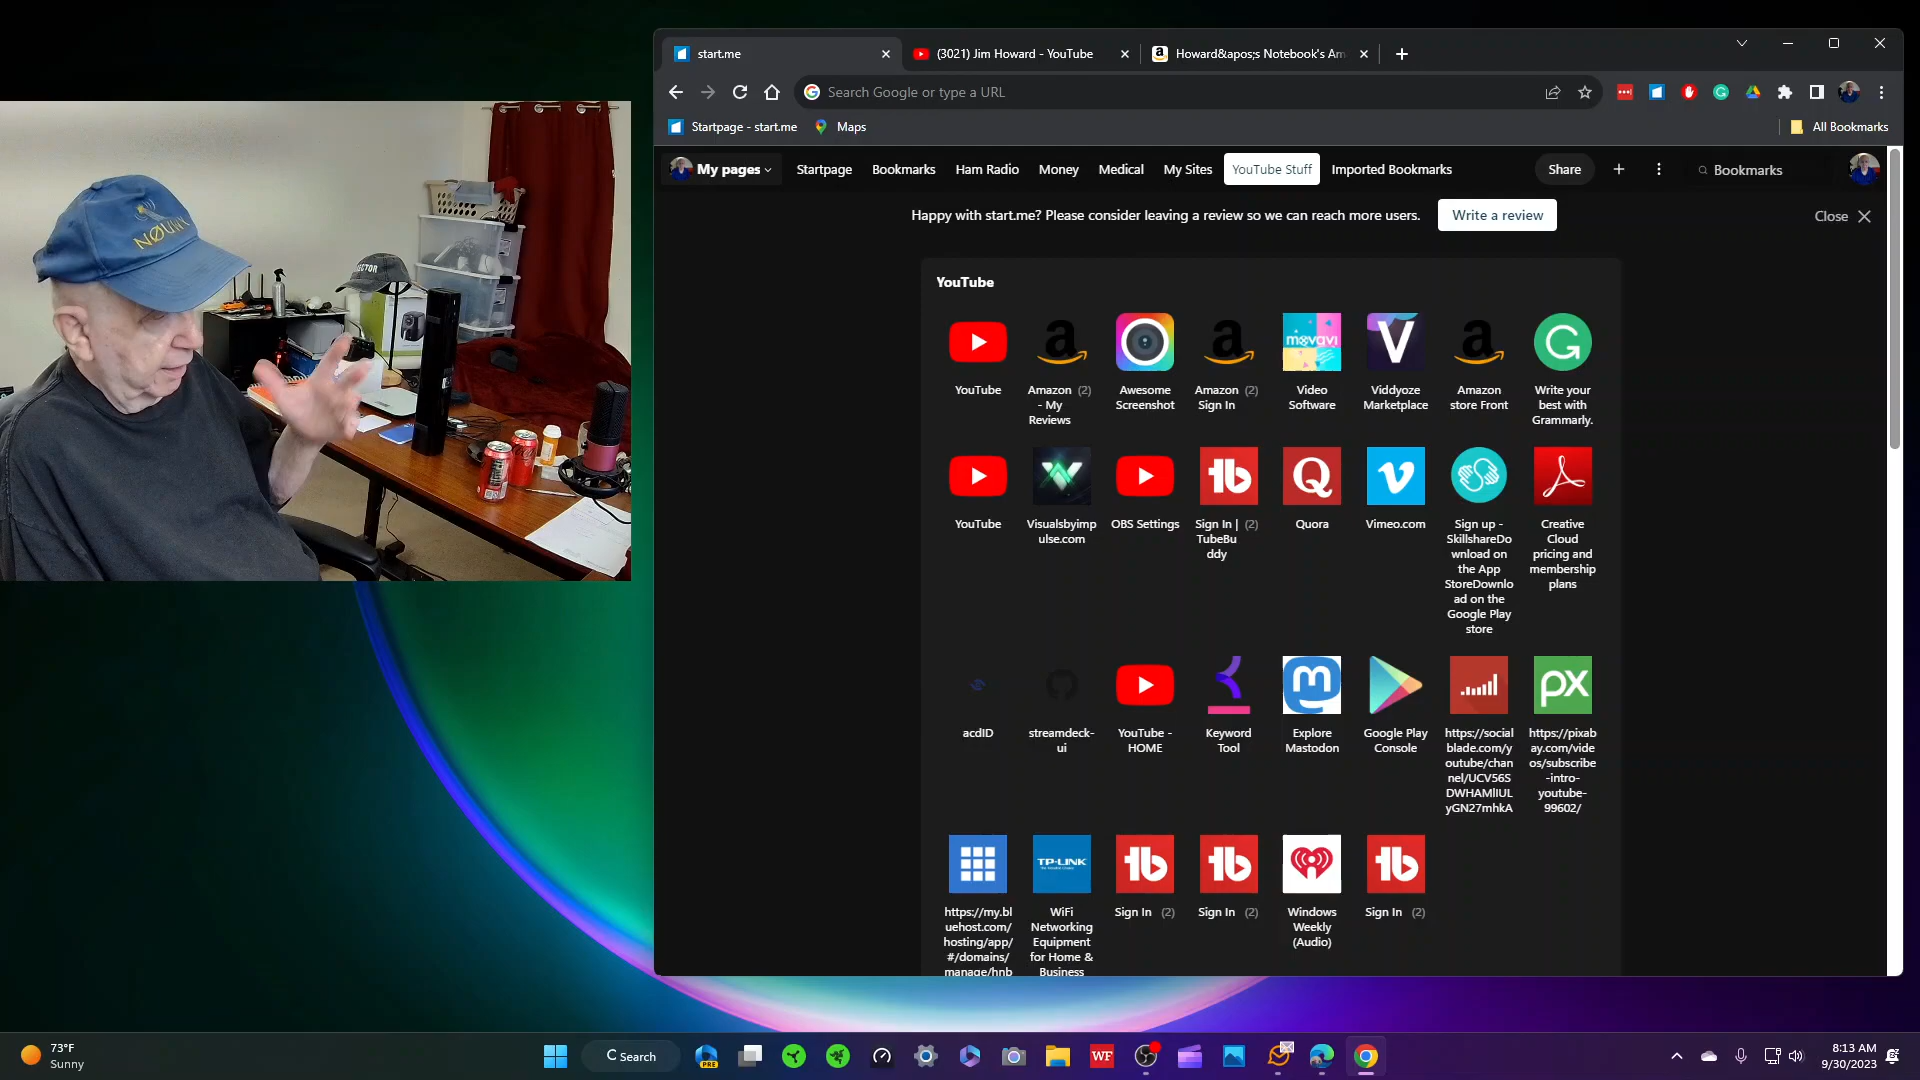 start.me
(3021) Jim Howard - YouTube
Howard&apos;s Notebook's Am
Search Google or type a URL
Startpage - start.me
Maps
All Bookmarks
My pages
Startpage
Bookmarks
Ham Radio
Money
Medical
My Sites
YouTube Stuff
Imported Bookmarks
Share
Bookmarks
Happy with start.me? Please consider leaving a review so we can reach more users.
Write a review
Close
YouTube
YouTube
Amazon (2)
- My
Reviews
Awesome
Screenshot
Amazon (2)
Sign In
movavi
Video
Software
Viddyoze
Marketplace
Amazon
store Front
Write your
best with
Grammarly.
YouTube
Visualsbyimp
ulse.com
OBS Settings
Sign In | (2)
TubeBu
ddy
Quora
Vimeo.com
Sign up -
SkillshareDo
wnload on
the App
StoreDownlo
ad on the
Google Play
store
Creative
Cloud
pricing and
membership
plans
acdID
streamdeck-
ui
YouTube -
HOME
Keyword
Tool
Explore
Mastodon
Google Play
Console
https://social
blade.com/y
outube/chan
nel/UCV56S
DWHAMlIUL
yGN27mhkA
px
https://pixab
ay.com/vide
os/subscribe
-intro-
youtube-
99602/
https://my.bl
uehost.com/
hosting/app/
#/domains/
manage/hnb
TP-LINK
WiFi
Networking
Equipment
for Home &
Business
Sign In (2)
Sign In (2)
Windows
Weekly
(Audio)
Sign In (2)
73°F
Sunny
Search
PRE
WF
8:13 AM
9/30/2023